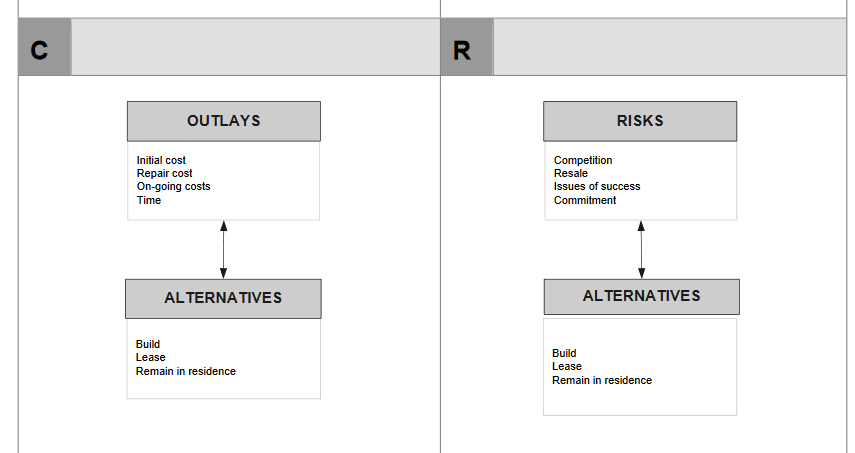 C
R
OUTLAYS
Initial cost
Repair cost
On-going costs
Time
ALTERNATIVES
Build
Lease
Remain in residence
RISKS
Competition
Resale
Issues of success
Commitment
ALTERNATIVES
Build
Lease
Remain in residence